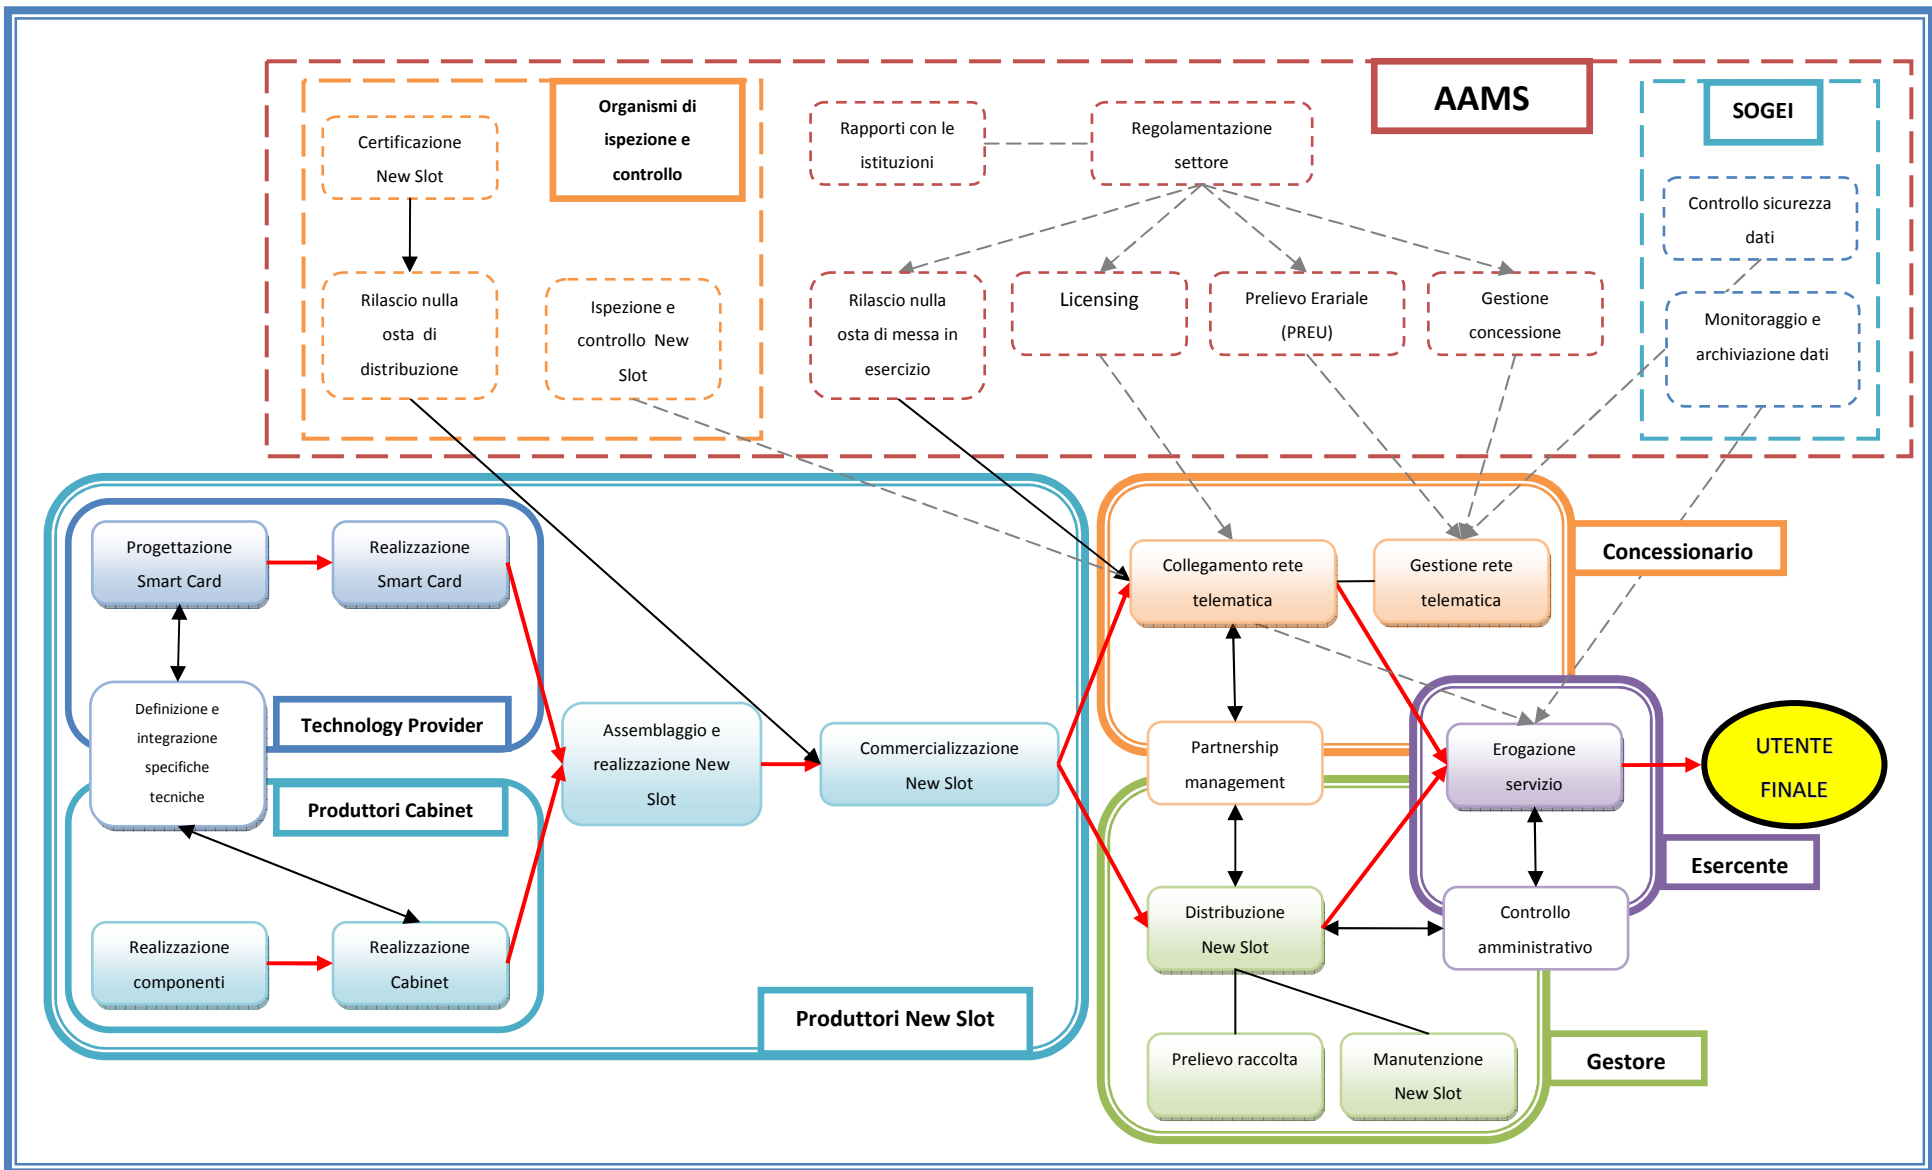 AAMS
Organismi di
ispezione e
controllo
SOGEI
Certificazione
New Slot
Rapporti con le
istituzioni
Regolamentazione
settore
Controllo sicurezza
dati
Rilascio nulla
osta di
distribuzione
Ispezione e
controllo New
Slot
Rilascio nulla
osta di messa in
esercizio
Licensing
Prelievo Erariale
(PREU)
Gestione
concessione
Monitoraggio e
archiviazione dati
Progettazione
Smart Card
Realizzazione
Smart Card
Collegamento rete
telematica
Gestione rete
telematica
Concessionario
Definizione e
integrazione
specifiche
tecniche
Technology Provider
Produttori Cabinet
Assemblaggio e
realizzazione New
Slot
Commercializzazione
New Slot
Partnership
management
Erogazione
servizio
UTENTE
FINALE
Esercente
Realizzazione
componenti
Realizzazione
Cabinet
Distribuzione
New Slot
Controllo
amministrativo
Produttori New Slot
Prelievo raccolta
Manutenzione
New Slot
Gestore